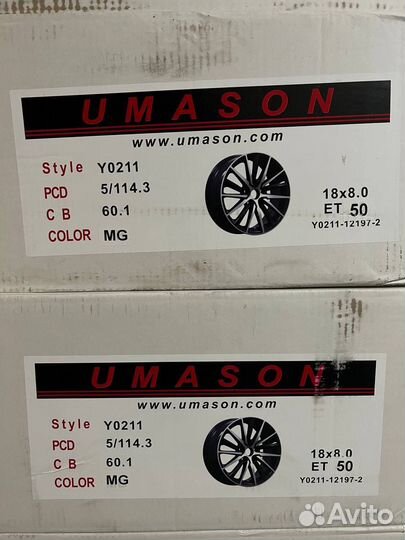 UMASON
www.umason.com
Style Y0211
PCD 5/114.3
C B 60.1
COLOR MG
18x8.0
ET 50
Y0211-12197-2
UMASON
www.umason.com
Style Y0211
PCD 5/114.3
C B 60.1
COLOR MG
18x8.0
ET 50
Y0211-12197-2
Avito